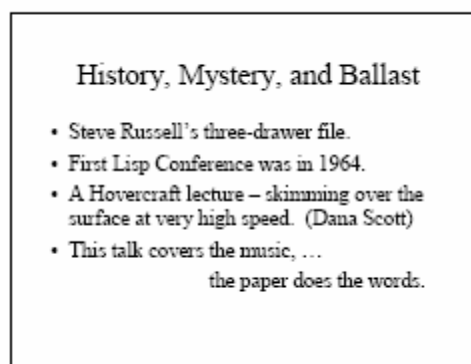 History, Mystery, and Ballast
• Steve Russell's three-drawer file.
• First Lisp Conference was in 1964.
• A Hovercraft lecture – skimming over the
surface at very high speed. (Dana Scott)
• This talk covers the music, …
the paper does the words.